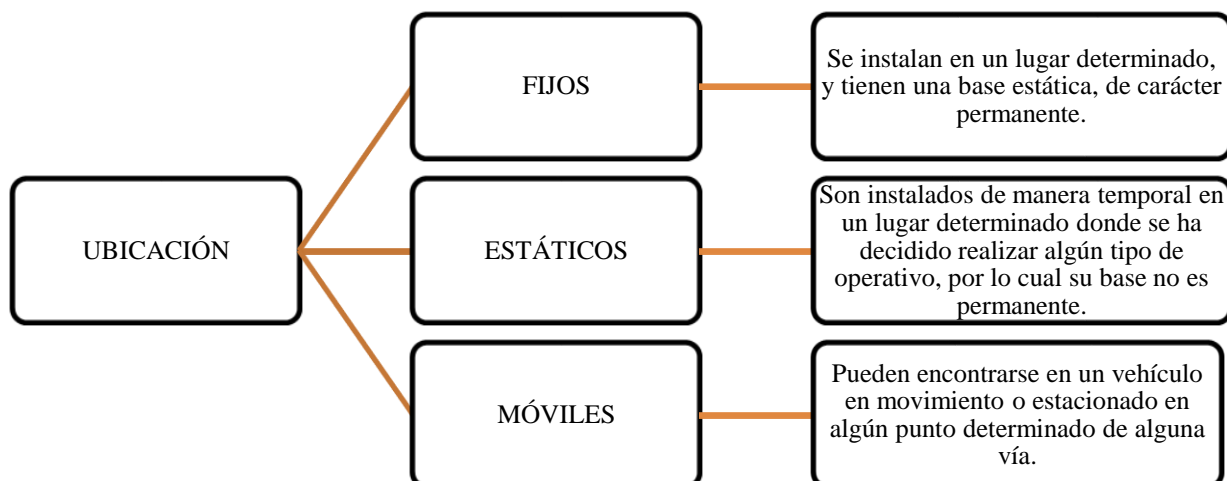 UBICACIÓN
FIJOS
Se instalan en un lugar determinado,
y tienen una base estática, de carácter
permanente.
ESTÁTICOS
Son instalados de manera temporal en
un lugar determinado donde se ha
decidido realizar algún tipo de
operativo, por lo cual su base no es
permanente.
MÓVILES
Pueden encontrarse en un vehículo
en movimiento o estacionado en
algún punto determinado de alguna
vía.